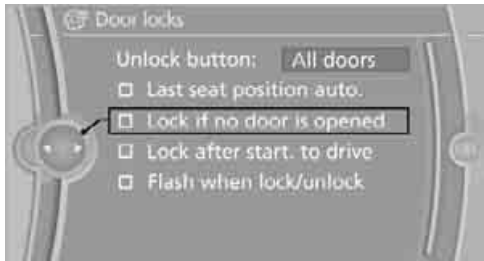 Door locks
Unlock button: All doors
Last seat position auto.
Lock if no door is opened
Lock after start. to drive
Flash when lock/unlock